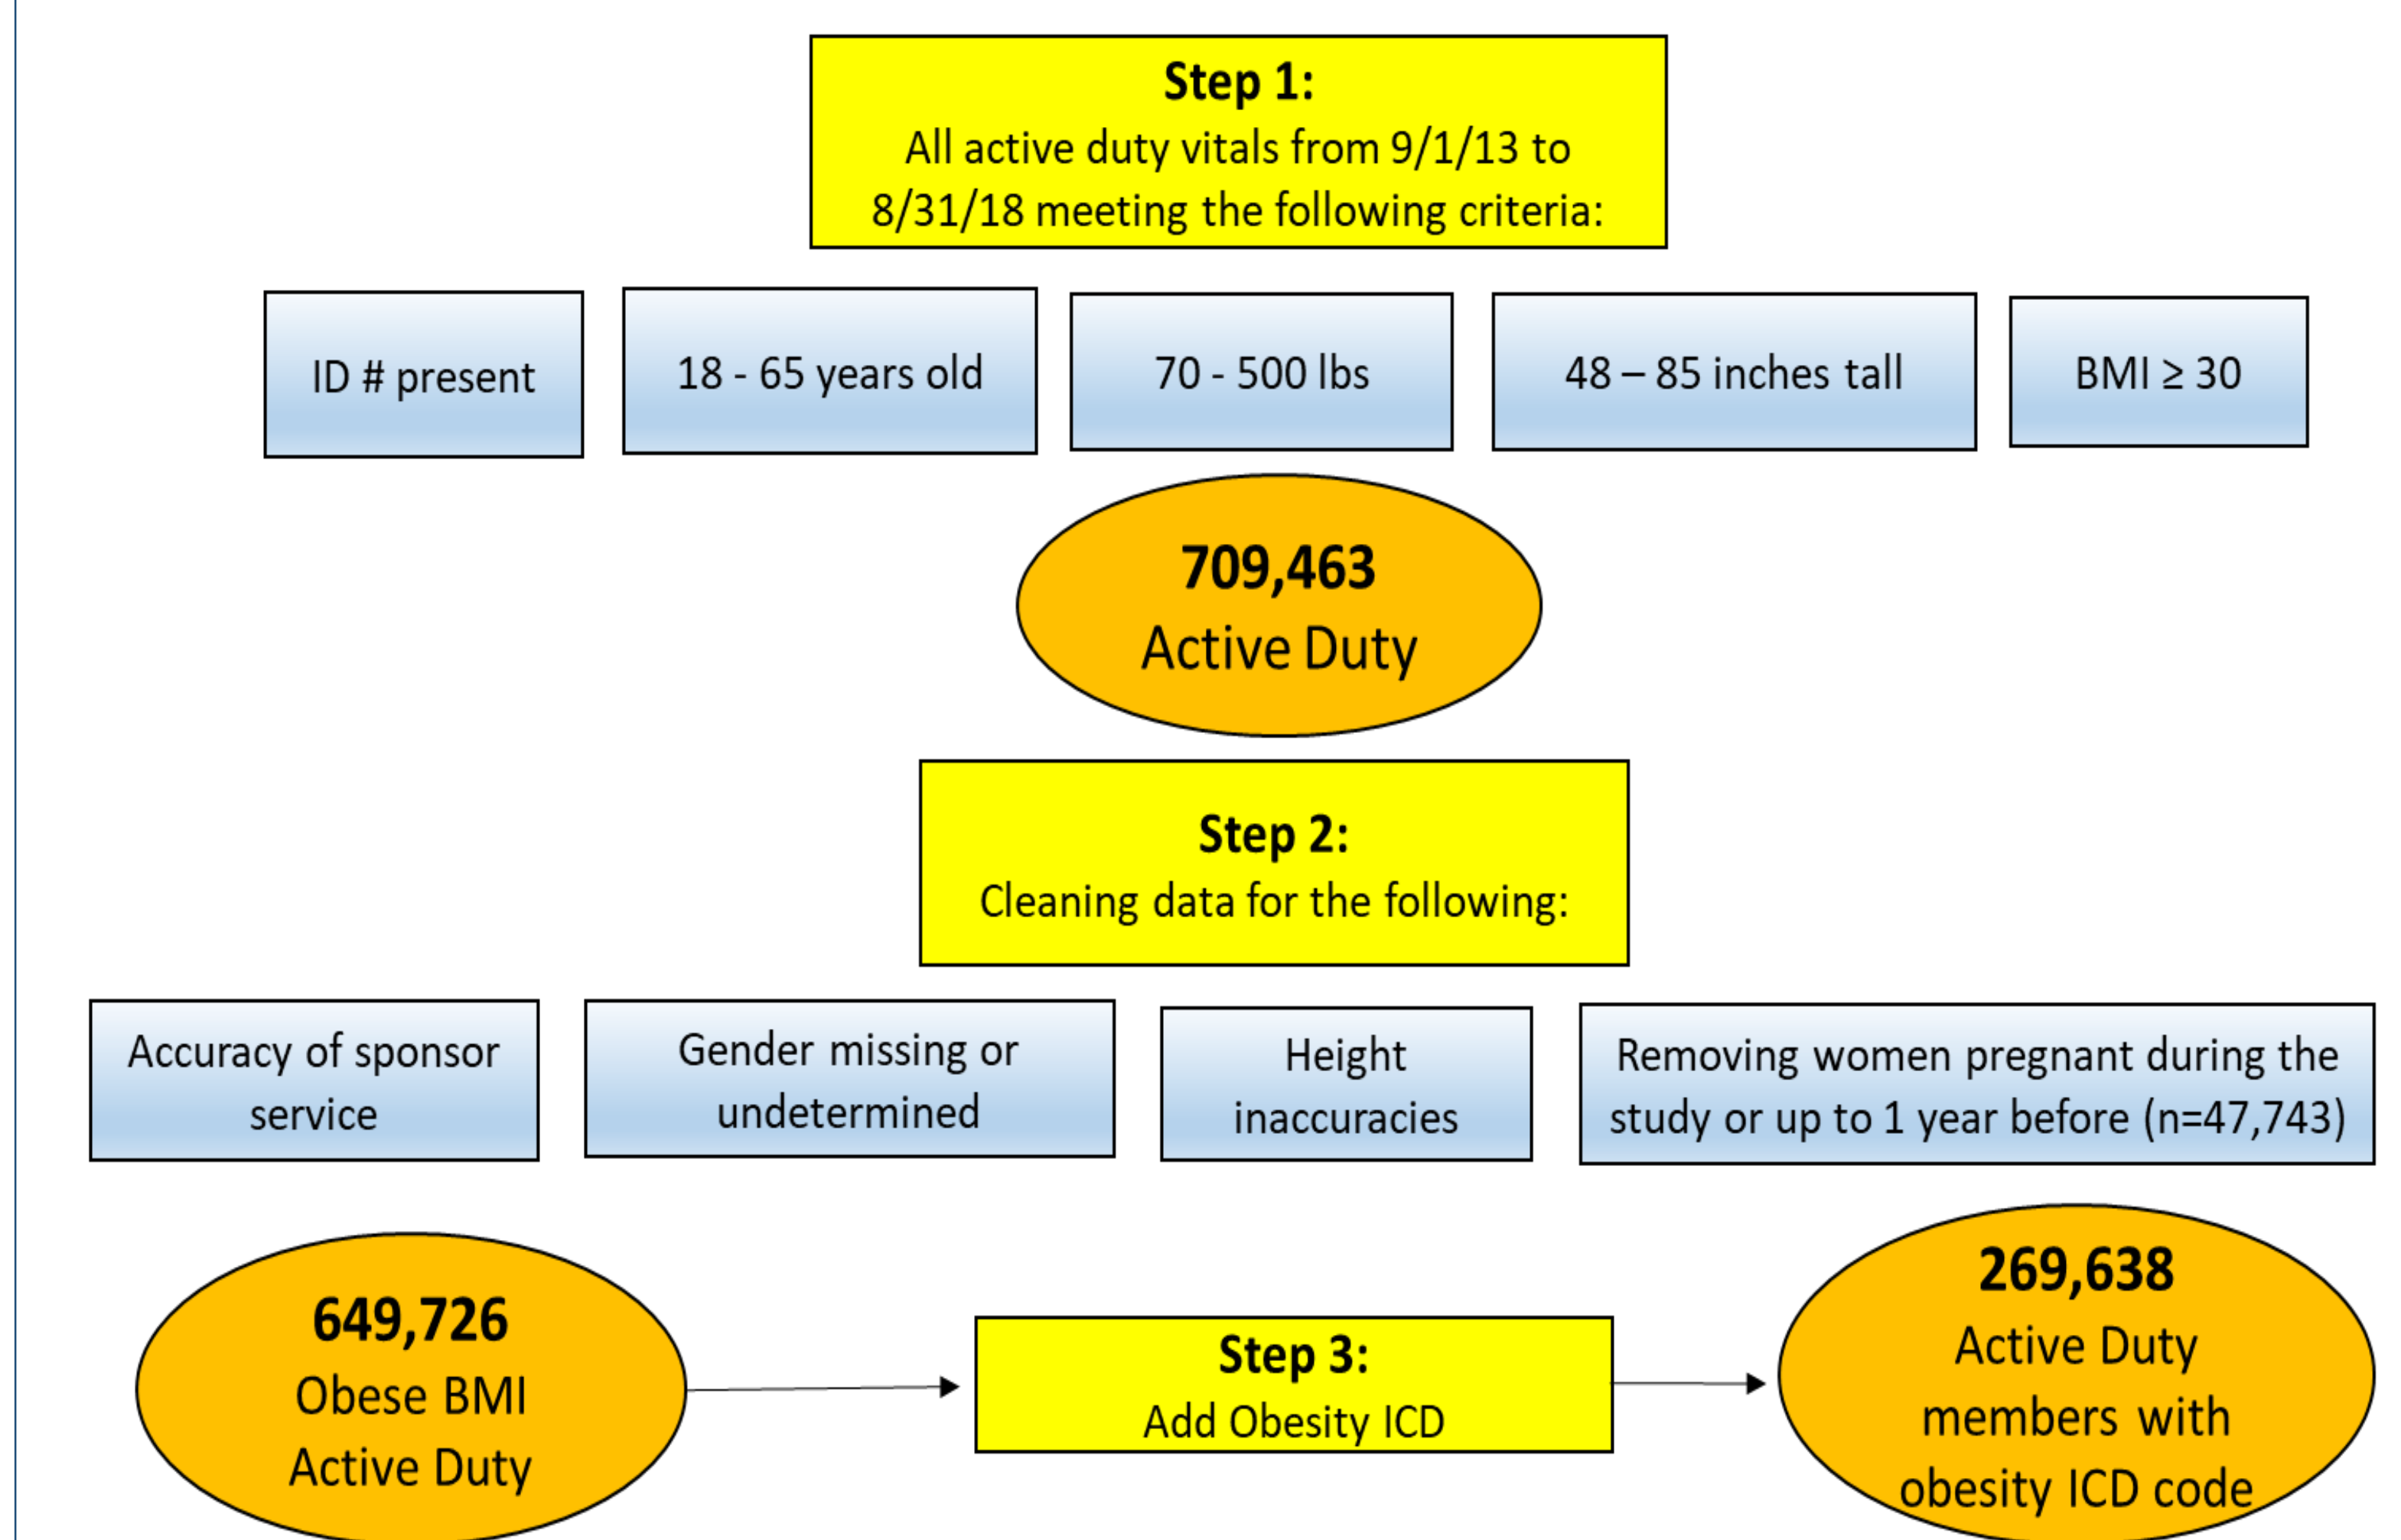 Step 1:
All active duty vitals from 9/1/13 to
8/31/18 meeting the following criteria:
ID # present
18 - 65 years old
70 - 500 lbs
48 – 85 inches tall
BMI ≥ 30
709,463
Active Duty
Step 2:
Cleaning data for the following:
Accuracy of sponsor
service
Gender missing or
undetermined
Height
inaccuracies
Removing women pregnant during the
study or up to 1 year before (n=47,743)
649,726
Obese BMI
Active Duty
Step 3:
Add Obesity ICD
269,638
Active Duty
members with
obesity ICD code